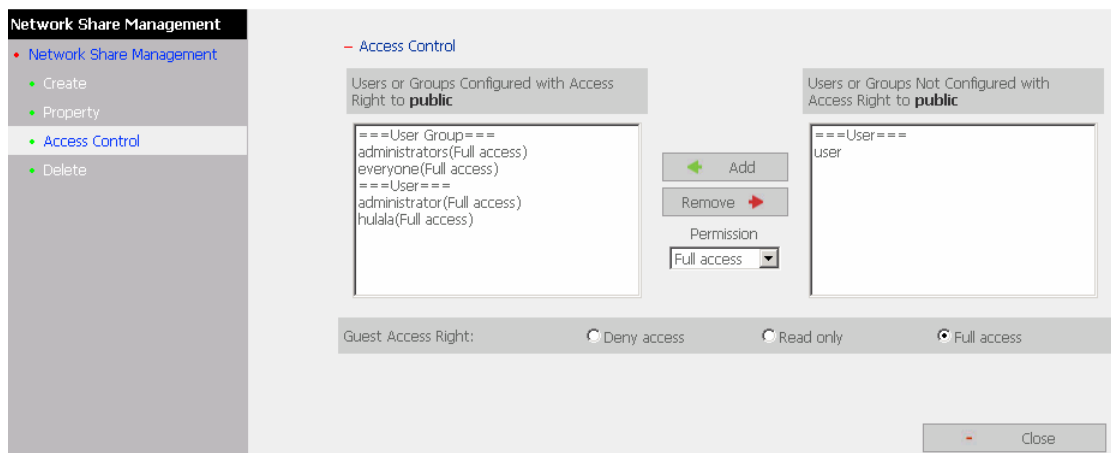 Network Share Management
Network Share Management
Create
Property
Access Control
Delete
– Access Control
Users or Groups Configured with Access
Right to public
===User Group===
administrators(Full access)
everyone(Full access)
===User===
administrator(Full access)
hulala(Full access)
Add
Remove
Permission
Full access
Users or Groups Not Configured with
Access Right to public
===User===
user
Guest Access Right: Deny access Read only Full access
- Close